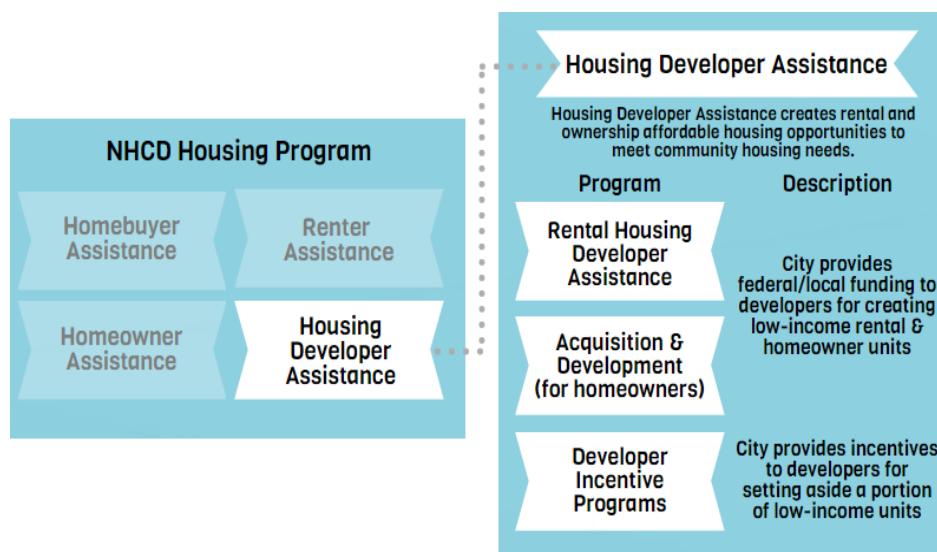 NHCD Housing Program
Homebuyer
Assistance
Renter
Assistance
Homeowner
Assistance
Housing
Developer
Assistance
Housing Developer Assistance
Housing Developer Assistance creates rental and
ownership affordable housing opportunities to
meet community housing needs.
Program
Description
Rental Housing
Developer
Assistance
Acquisition &
Development
(for homeowners)
City provides
federal/local funding to
developers for creating
low-income rental &
homeowner units
Developer
Incentive
Programs
City provides incentives
to developers for
setting aside a portion
of low-income units